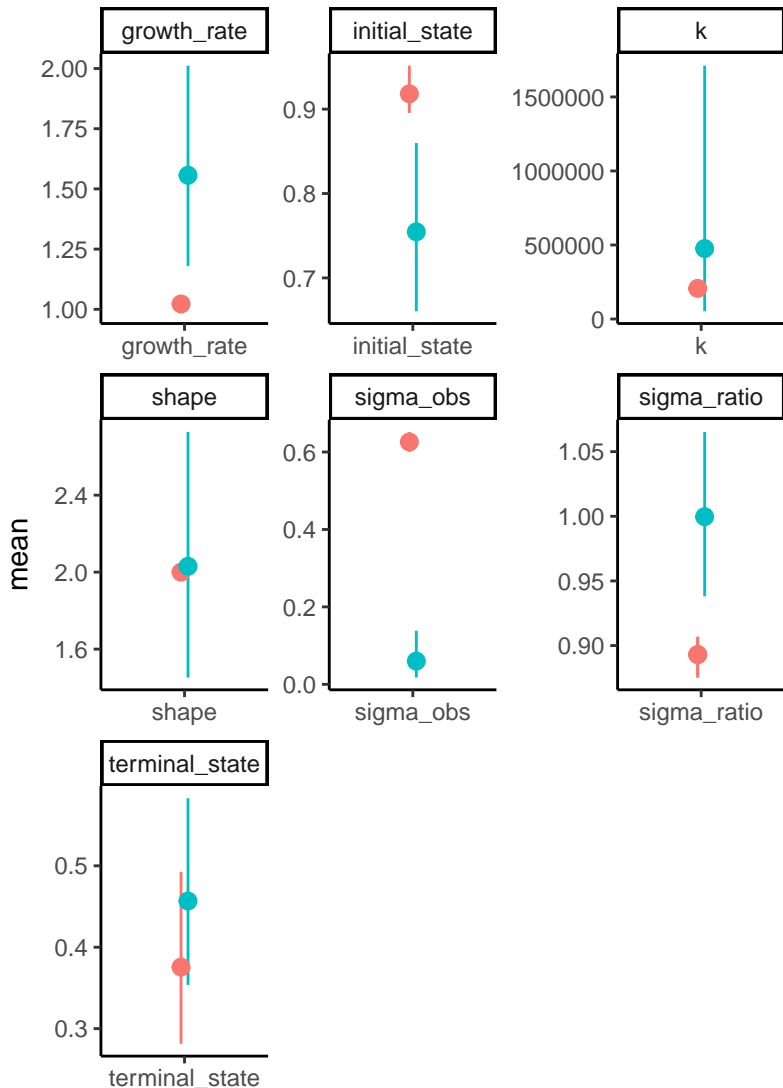 growth_rate
initial_state
k
2.00
1.75
1.50
1.25
1.00
0.9
0.8
0.7
1500000
1000000
500000
0
growth_rate
initial_state
k
shape
sigma_obs
sigma_ratio
mean
2.4
2.0
1.6
0.6
0.4
0.2
0.0
1.05
1.00
0.95
0.90
shape
sigma_obs
sigma_ratio
terminal_state
0.5
0.4
0.3
terminal_state